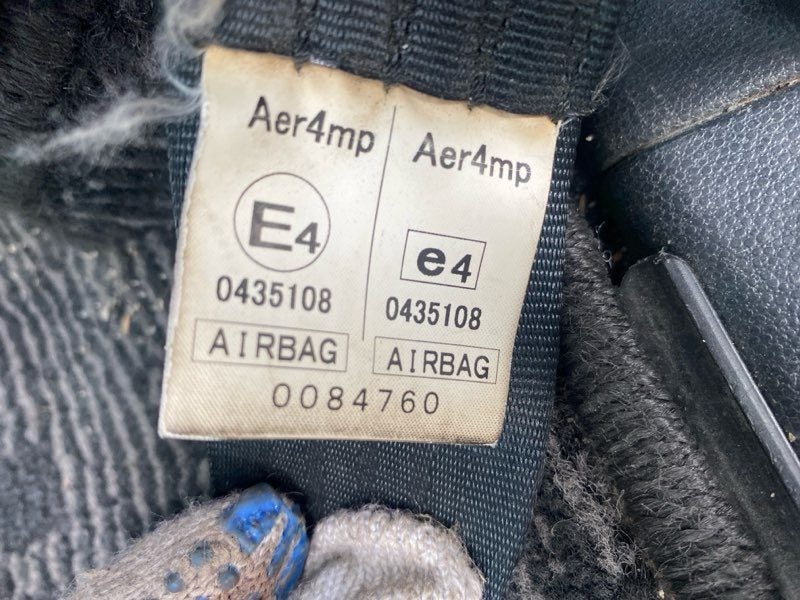 Aer4mp
E4
0435108
AIRBAG
Aer4mp
e4
0435108
AIRBAG
0084760